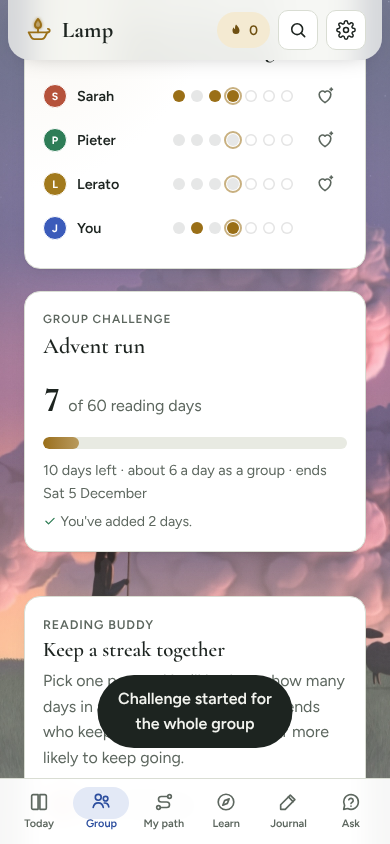 Lamp
0
S Sarah
P Pieter
L Lerato
J You
GROUP CHALLENGE
Advent run
7 of 60 reading days
10 days left · about 6 a day as a group · ends
Sat 5 December
✓ You've added 2 days.
READING BUDDY
Keep a streak together
Pick one
how many
days in
who keep
more
likely to keep going.
Challenge started for
the whole group
Today
Group
My path
Learn
Journal
Ask